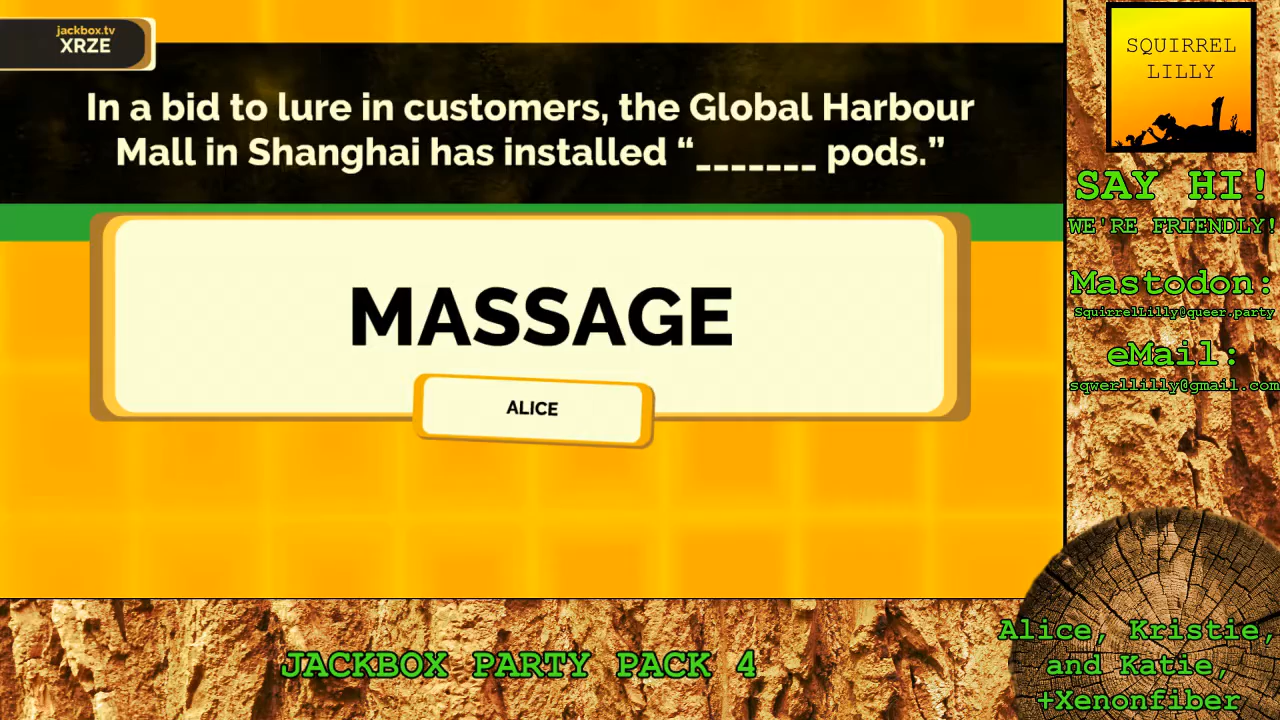 jackbox.tv
XRZE
In a bid to lure in customers, the Global Harbour
Mall in Shanghai has installed “_______ pods.”
MASSAGE
ALICE
SQUIRREL
LILLY
SAY HI!
WE'RE FRIENDLY!
Mastodon:
SquirrelLilly@queer.party
eMail:
sqwerllilly@gmail.com
JACKBOX PARTY PACK 4
Alice, Kristie,
and Katie,
+Xenonfiber